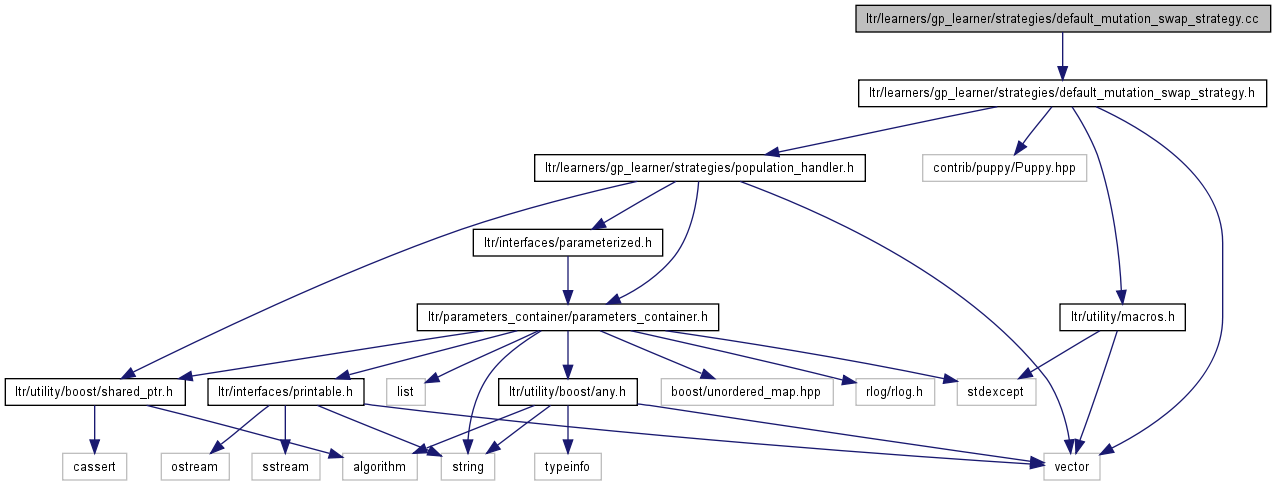 ltr/learners/gp_learner/strategies/default_mutation_swap_strategy.cc
ltr/learners/gp_learner/strategies/default_mutation_swap_strategy.h
ltr/learners/gp_learner/strategies/population_handler.h
contrib/puppy/Puppy.hpp
ltr/interfaces/parameterized.h
ltr/parameters_container/parameters_container.h
ltr/utility/macros.h
ltr/utility/boost/shared_ptr.h
ltr/interfaces/printable.h
list
ltr/utility/boost/any.h
boost/unordered_map.hpp
rlog/rlog.h
stdexcept
cassert
ostream
sstream
algorithm
string
typeinfo
vector